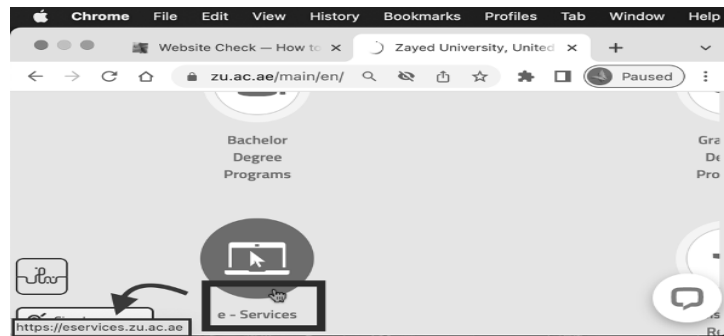 Chrome File Edit View History Bookmarks Profiles Tab Window Help
Website Check — How to
Zayed University, United
zu.ac.ae/main/en/
Paused
Bachelor
Degree
Programs
Gra
De
Pro
e - Services
https://eservices.zu.ac.ae